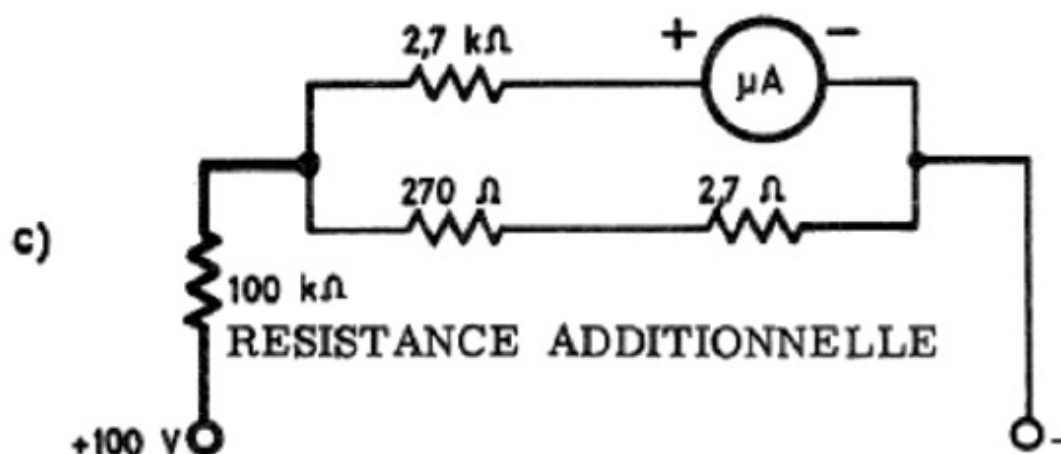 2,7 kΩ
+
−
µA
270 Ω
2,7 Ω
c)
100 kΩ
RESISTANCE ADDITIONNELLE
+100 V
−